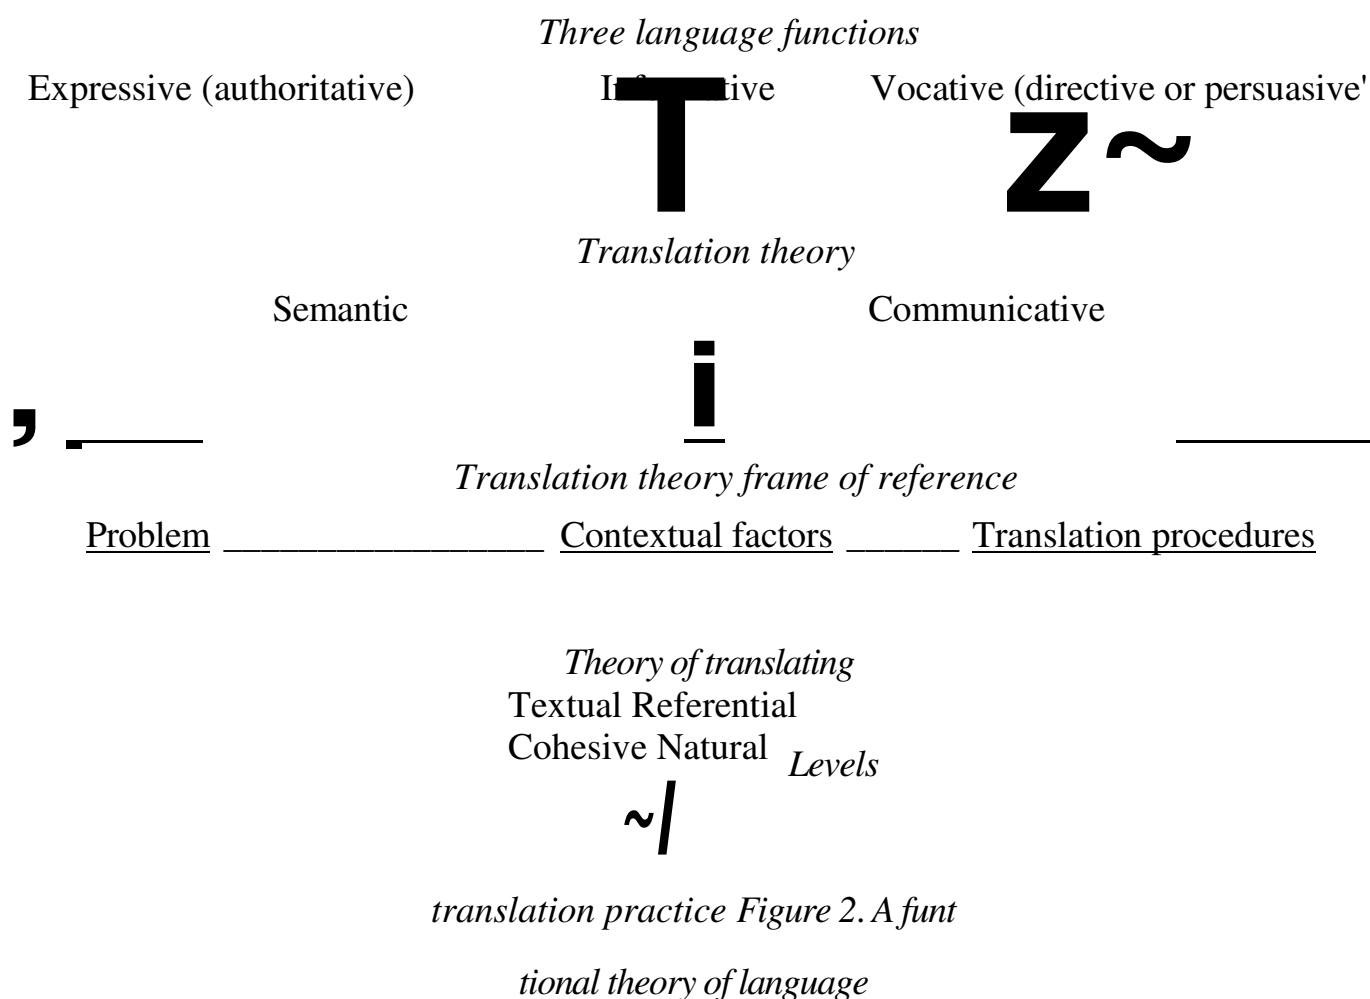 Three language functions
Expressive (authoritative) Vocative (directive or persuasive'
T z~
Translation theory
Semantic Communicative
i
,
Translation theory frame of reference
Problem _________________ Contextual factors ______ Translation procedures
Theory of translating
Textual Referential
Cohesive Natural Levels
~/
translation practice Figure 2. A funt
tional theory of language